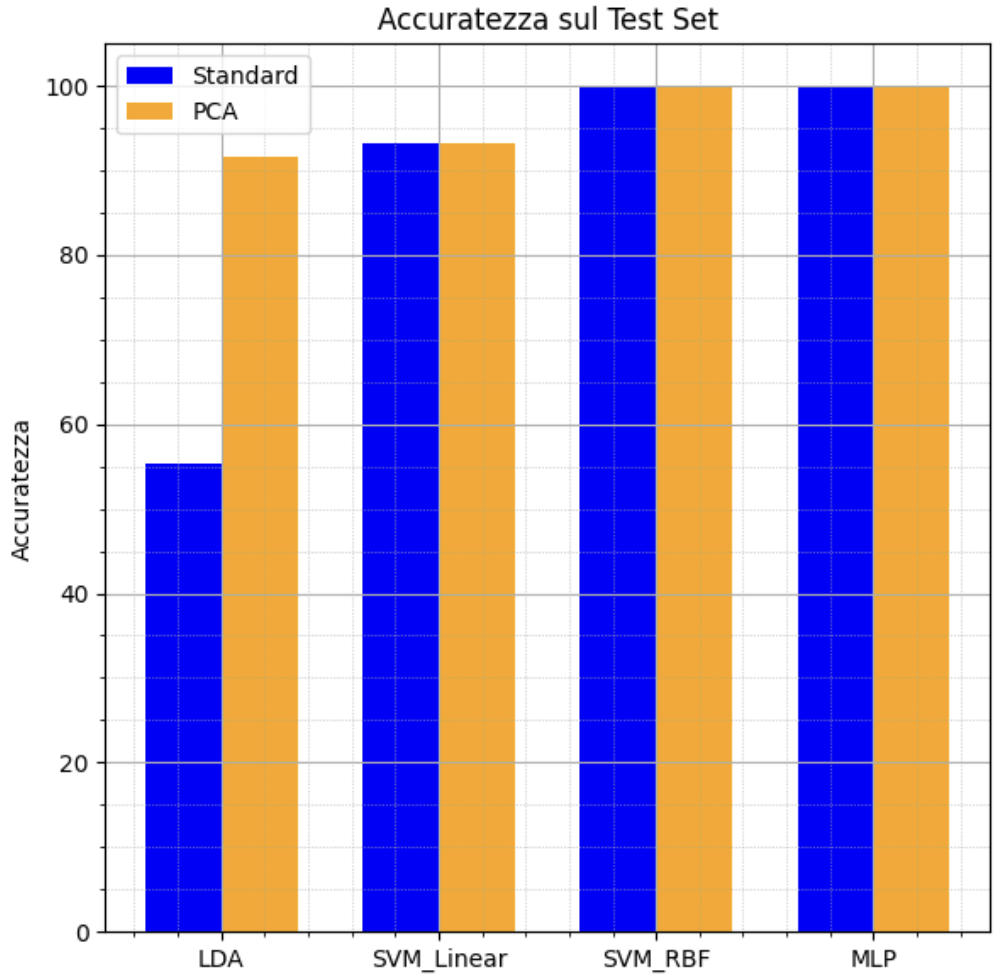 Accuratezza sul Test Set
Standard
PCA
Accuratezza
100
80
60
40
20
0
LDA SVM_Linear SVM_RBF MLP